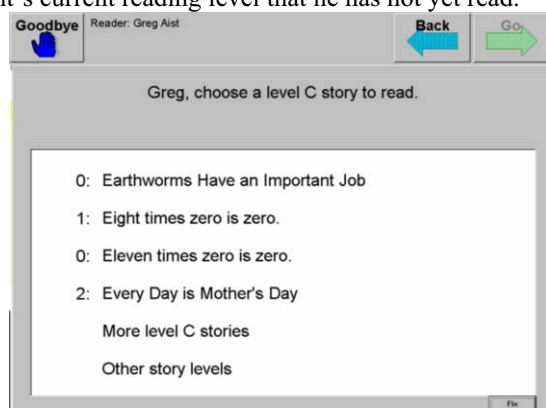 it's current reading level that he has not yet read.
Goodbye
Reader: Greg Aist
Back
Go
Greg, choose a level C story to read.
0: Earthworms Have an Important Job
1: Eight times zero is zero.
0: Eleven times zero is zero.
2: Every Day is Mother's Day
More level C stories
Other story levels
Fix